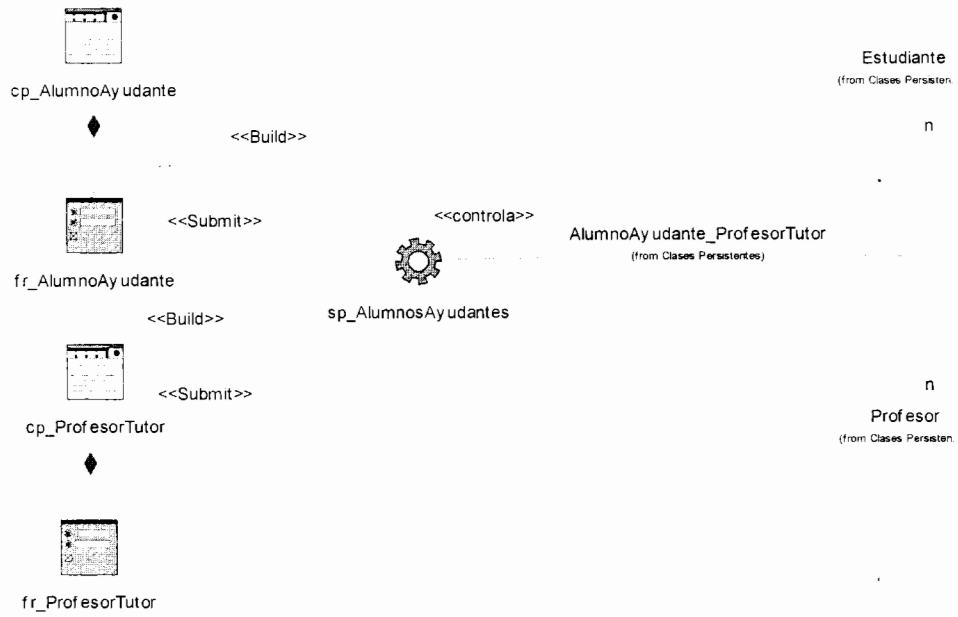 cp_AlumnoAyudante
Estudiante
(from Clases Persisten.
<<Build>>
n
<<Submit>>
<<controla>>
AlumnoAyudante_ProfesorTutor
(from Clases Persistentes)
fr_AlumnoAyudante
sp_AlumnosAyudantes
<<Build>>
<<Submit>>
n
cp_ProfesorTutor
Profesor
(from Clases Persisten.
fr_ProfesorTutor